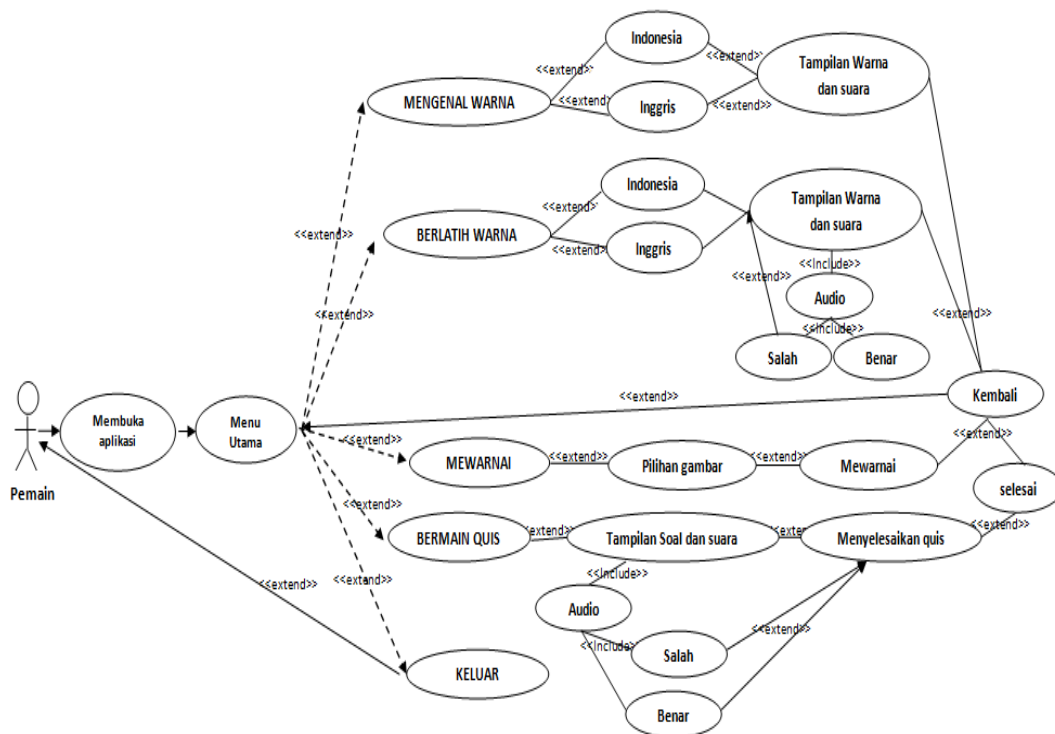 Indonesia
<<extend>>
<<extend>>
Tampilan Warna
dan suara
MENGENAL WARNA
<<extend>
Inggris
<<extend>>
Indonesia
<<extend>>
Tampilan Warna
dan suara
<<extend>>
BERLATIH WARNA
<<extend>>
Inggris
<<Include>>
<<extend>>
Audio
<<extend>>
<<extend>>
<<Include>>
Salah
Benar
Kembali
<<extend>>
Membuka
aplikasi
Menu
Utama
<<extend>>
<<extend>>
Pemain
MEWARNAI
<<extend>>
Pilihan gambar
<<extend>>
Mewarnai
selesai
<<extend>>
BERMAIN QUIS
<extend>>
Tampilan Soal dan suara
<<exten
Menyelesaikan quis
<<extend>>
<<extend>>
<<extend>>
<<Include>>
<<Include>>
Audio
<<Include>>
Salah
<<extend>>
KELUAR
Benar